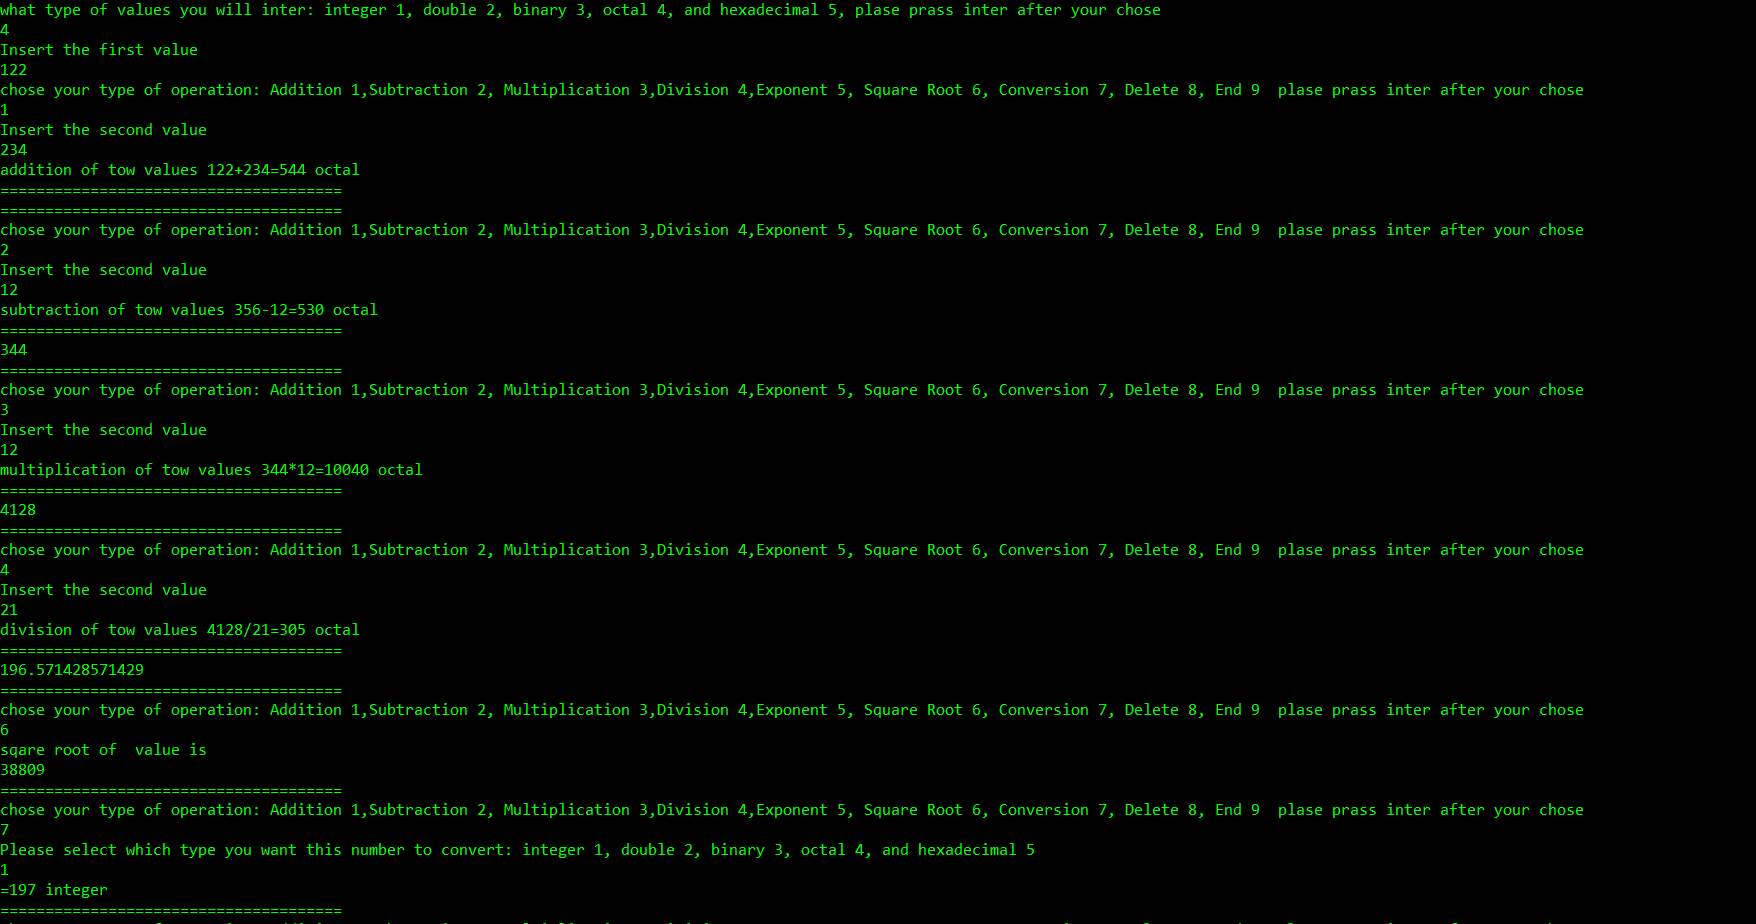 what type of values you will inter: integer 1, double 2, binary 3, octal 4, and hexadecimal 5, plase prass inter after your chose
4
Insert the first value
122
chose your type of operation: Addition 1,Subtraction 2, Multiplication 3,Division 4,Exponent 5, Square Root 6, Conversion 7, Delete 8, End 9  plase prass inter after your chose
1
Insert the second value
234
addition of tow values 122+234=544 octal
======================================
======================================
chose your type of operation: Addition 1,Subtraction 2, Multiplication 3,Division 4,Exponent 5, Square Root 6, Conversion 7, Delete 8, End 9  plase prass inter after your chose
2
Insert the second value
12
subtraction of tow values 356-12=530 octal
======================================
344
======================================
chose your type of operation: Addition 1,Subtraction 2, Multiplication 3,Division 4,Exponent 5, Square Root 6, Conversion 7, Delete 8, End 9  plase prass inter after your chose
3
Insert the second value
12
multiplication of tow values 344*12=10040 octal
======================================
4128
======================================
chose your type of operation: Addition 1,Subtraction 2, Multiplication 3,Division 4,Exponent 5, Square Root 6, Conversion 7, Delete 8, End 9  plase prass inter after your chose
4
Insert the second value
21
division of tow values 4128/21=305 octal
======================================
196.571428571429
======================================
chose your type of operation: Addition 1,Subtraction 2, Multiplication 3,Division 4,Exponent 5, Square Root 6, Conversion 7, Delete 8, End 9  plase prass inter after your chose
6
sqare root of  value is
38809
======================================
chose your type of operation: Addition 1,Subtraction 2, Multiplication 3,Division 4,Exponent 5, Square Root 6, Conversion 7, Delete 8, End 9  plase prass inter after your chose
7
Please select which type you want this number to convert: integer 1, double 2, binary 3, octal 4, and hexadecimal 5
1
=197 integer
======================================